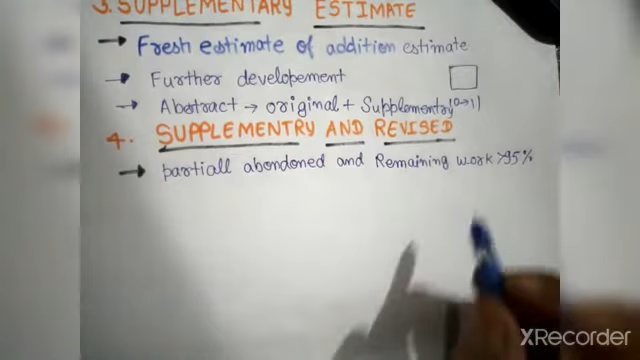 3. SUPPLEMENTARY ESTIMATE
→ Fresh estimate of addition estimate
→ Further developement
→ Abstract → original + Supplementry
4. SUPPLEMENTRY AND REVISED
→ partiall abondoned and Remaining work >95%
XRecorder